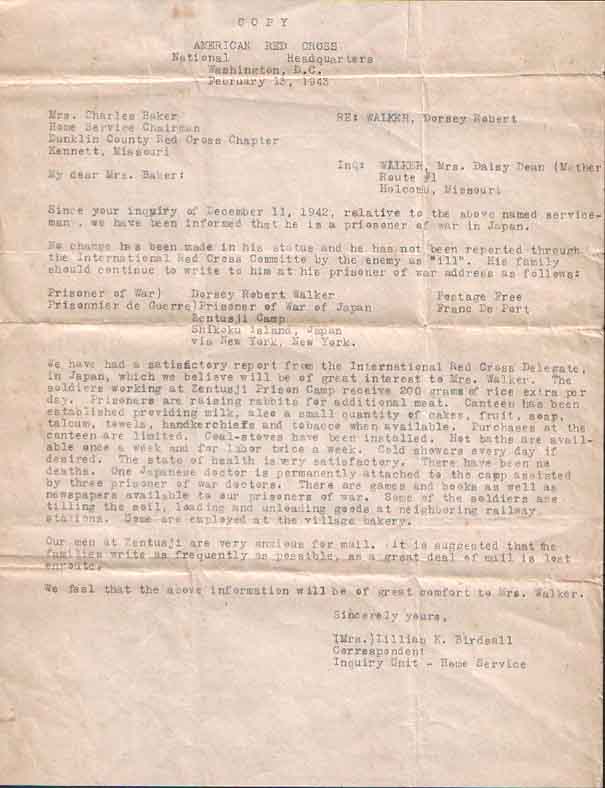 COPY
AMERICAN RED CROSS
National Headquarters
Washington, D.C.
February 13, 1943
Mrs. Charles Baker
Home Service Chairman
Dunklin County Red Cross Chapter
Kennett, Missouri
RE: WALKER, Dorsey Robert
Inq: WALKER, Mrs. Daisy Dean (Mother
Route #1
Holcomb, Missouri
My dear Mrs. Baker:
Since your inquiry of December 11, 1942, relative to the above named service-
man, we have been informed that he is a prisoner of war in Japan.
No change has been made in his status and he has not been reported through
the International Red Cross Committe by the enemy as "ill". His family
should continue to write to him at his prisoner of war address as follows:
Prisoner of War) Dorsey Robert Walker Postage Free
Prisonnier de Guerre)Prisoner of War of Japan Franc De Port
Zentusji Camp
Shikoku Island, Japan
via New York, New York.
We have had a satisfactory report from the International Red Cross Delegate,
in Japan, which we believe will be of great interest to Mrs. Walker. The
soldiers working at Zentusji Prison Camp receive 200 grams of rice extra per
day. Prisoners are raising rabbits for additional meat. Canteen has been
established providing milk, also a small quantity of cakes, fruit, soap,
talcum, towels, handkerchiefs and tobacco when available. Purchases at the
canteen are limited. Coal-stoves have been installed. Hot baths are avail-
able once a week and for labor twice a week. Cold showers every day if
desired. The state of health is very satisfactory. There have been no
deaths. One Japanese doctor is permanently attached to the camp assisted
by three prisoner of war doctors. There are games and books as well as
newspapers available to our prisoners of war. Some of the soldiers are
tilling the soil, loading and unloading goods at neighboring railway
stations. Some are employed at the village bakery.
Our men at Zentusji are very anxious for mail. It is suggested that the
families write as frequently as possible, as a great deal of mail is lost
enroute.
We feel that the above information will be of great comfort to Mrs. Walker.
Sincerely yours,
(Mrs.)Lillian K. Birdsall
Correspondent
Inquiry Unit - Home Service